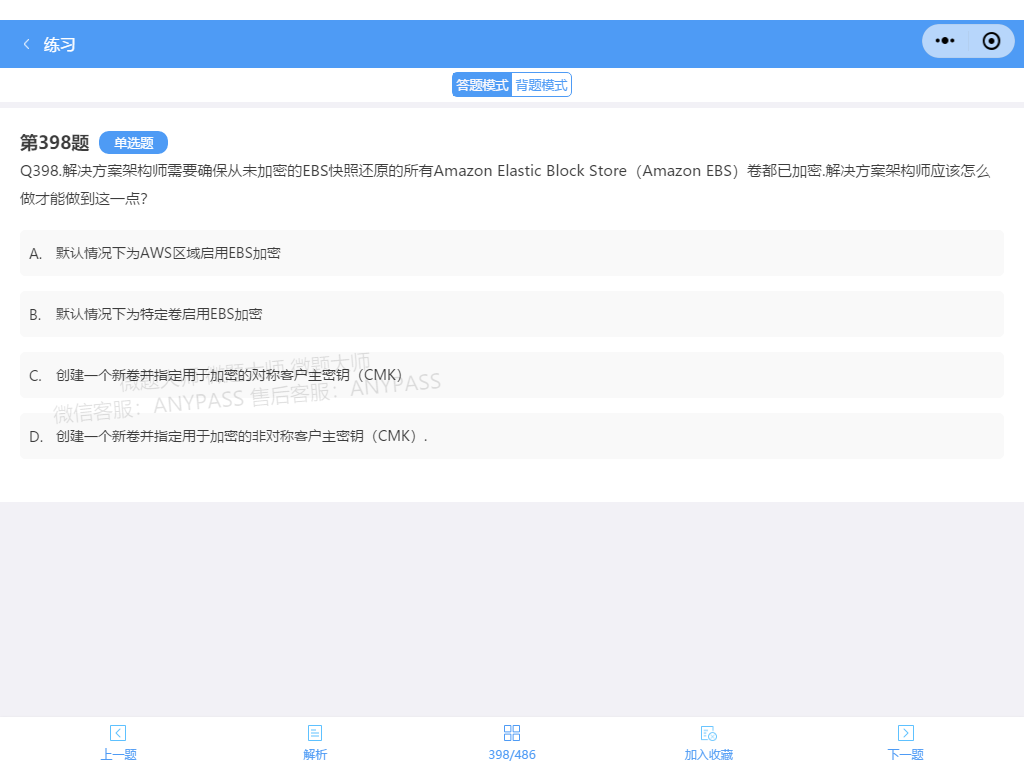 练习
答题模式 背题模式
第398题 单选题
Q398.解决方案架构师需要确保从未加密的EBS快照还原的所有Amazon Elastic Block Store（Amazon EBS）卷都已加密.解决方案架构师应该怎么
做才能做到这一点?
A. 默认情况下为AWS区域启用EBS加密
B. 默认情况下为特定卷启用EBS加密
C. 创建一个新卷并指定用于加密的对称客户主密钥（CMK）
微题大师 微题大师 微题大师
微信客服：ANYPASS 售后客服：ANYPASS
D. 创建一个新卷并指定用于加密的非对称客户主密钥（CMK）.
上一题 解析 398/486 加入收藏 下一题